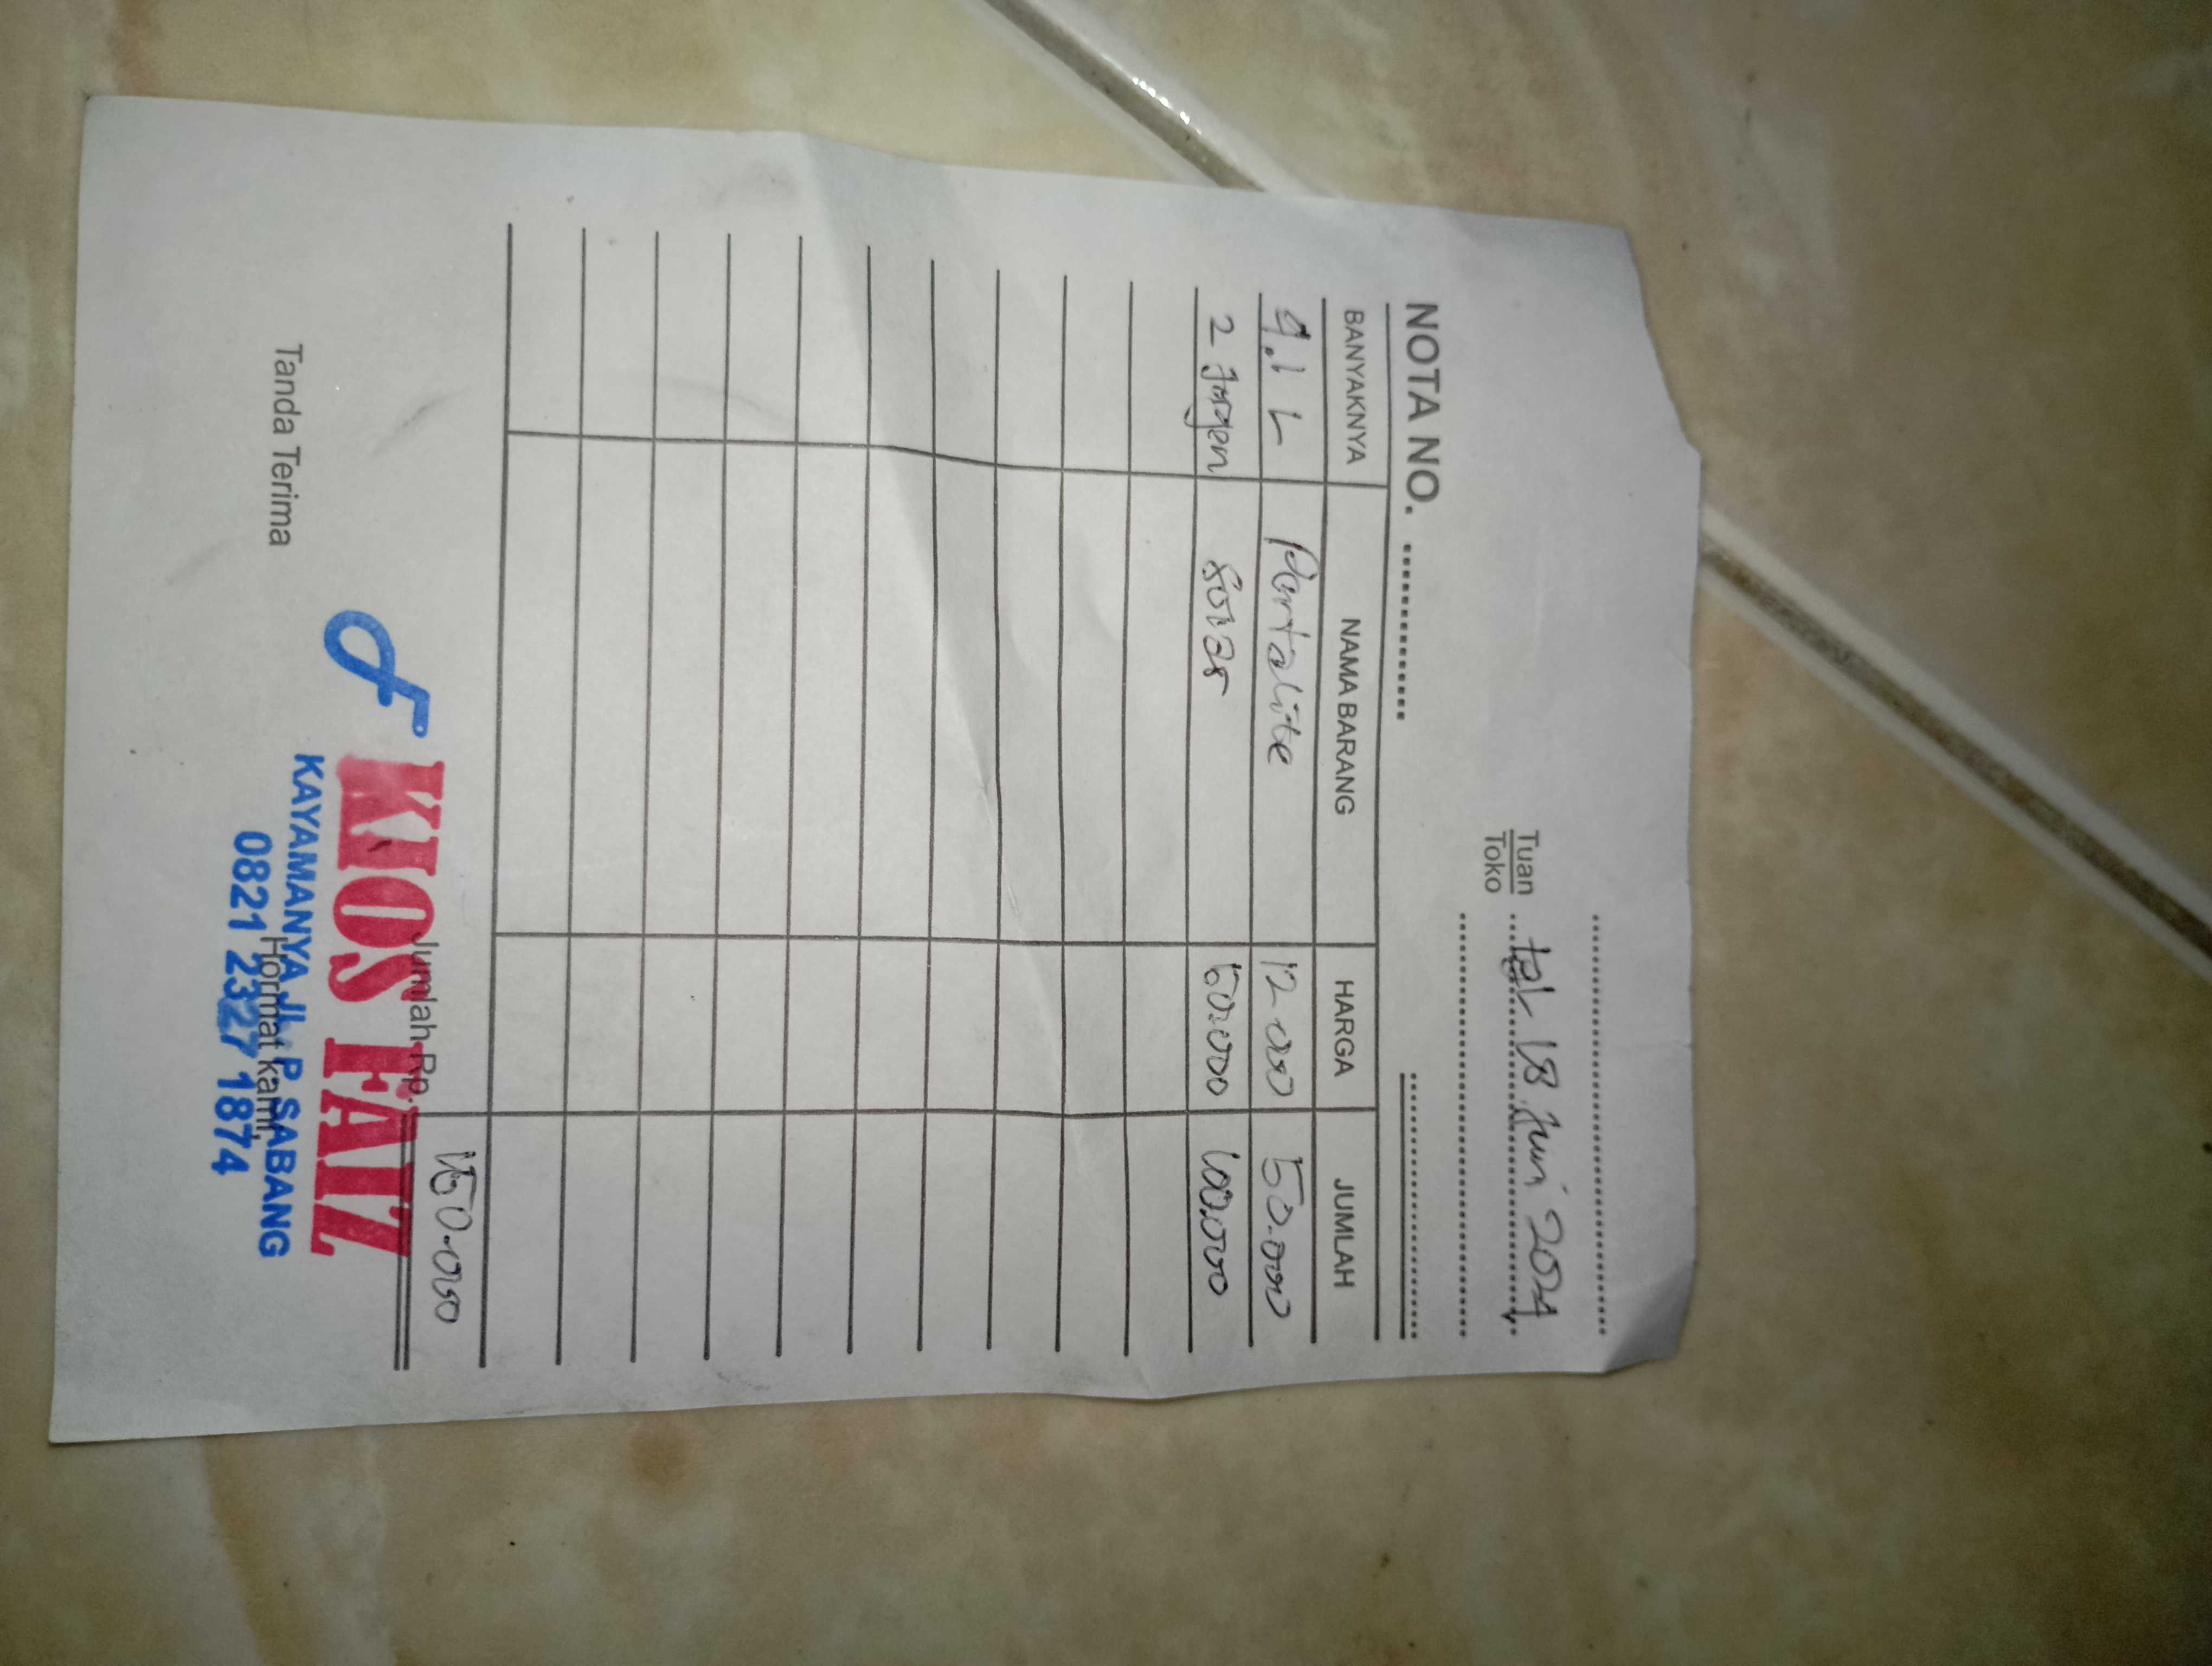 Tuan
Toko tgl 18 Juni 2024
NOTA NO.
BANYAKNYA NAMA BARANG HARGA JUMLAH
4.1 L Pertalite 12 000 50.000
2 Jergen Solar 50.000 100.000
Jumlah Rp. 150.000
KIOS FAIZ
Tanda Terima
Hormat kami,
KAYAMANYA JL. P SABANG
0821 2327 1874